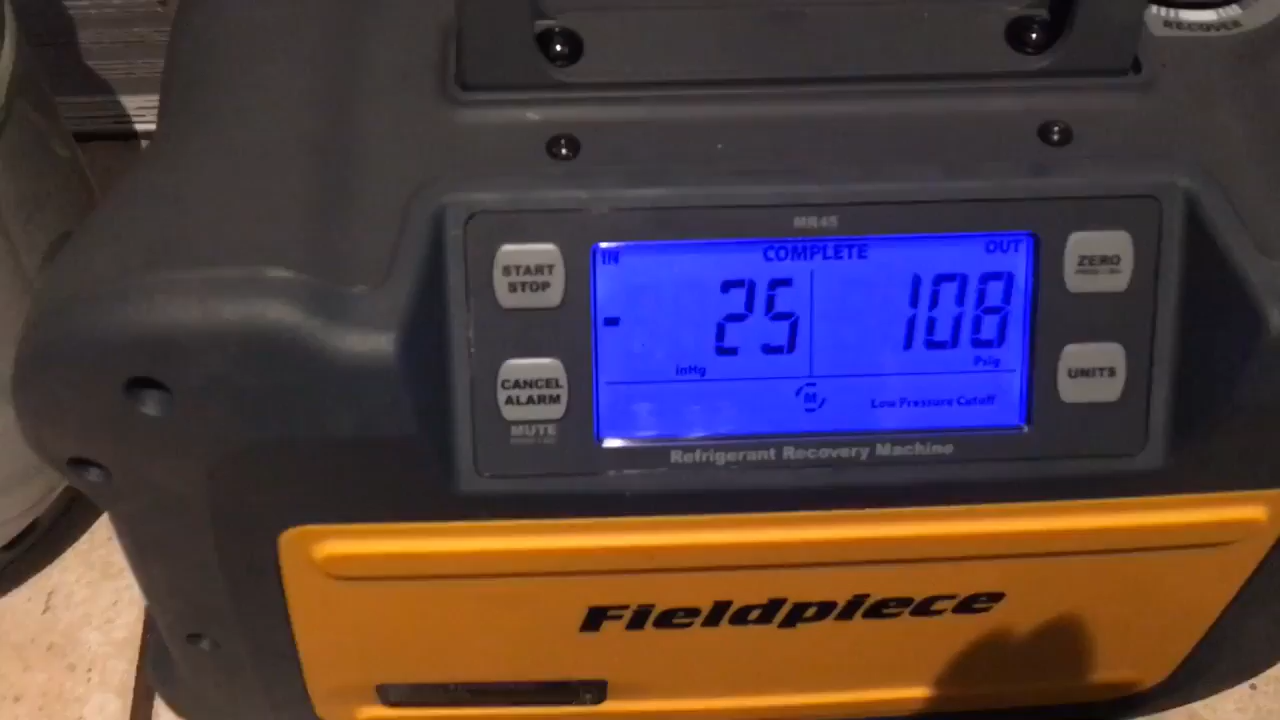 RECOVER
MR45
START
STOP
CANCEL
ALARM
MUTE
IN
COMPLETE
OUT
- 25
inHg
108
Psig
M
Low Pressure Cutoff
ZERO
UNITS
Refrigerant Recovery Machine
Fieldpiece